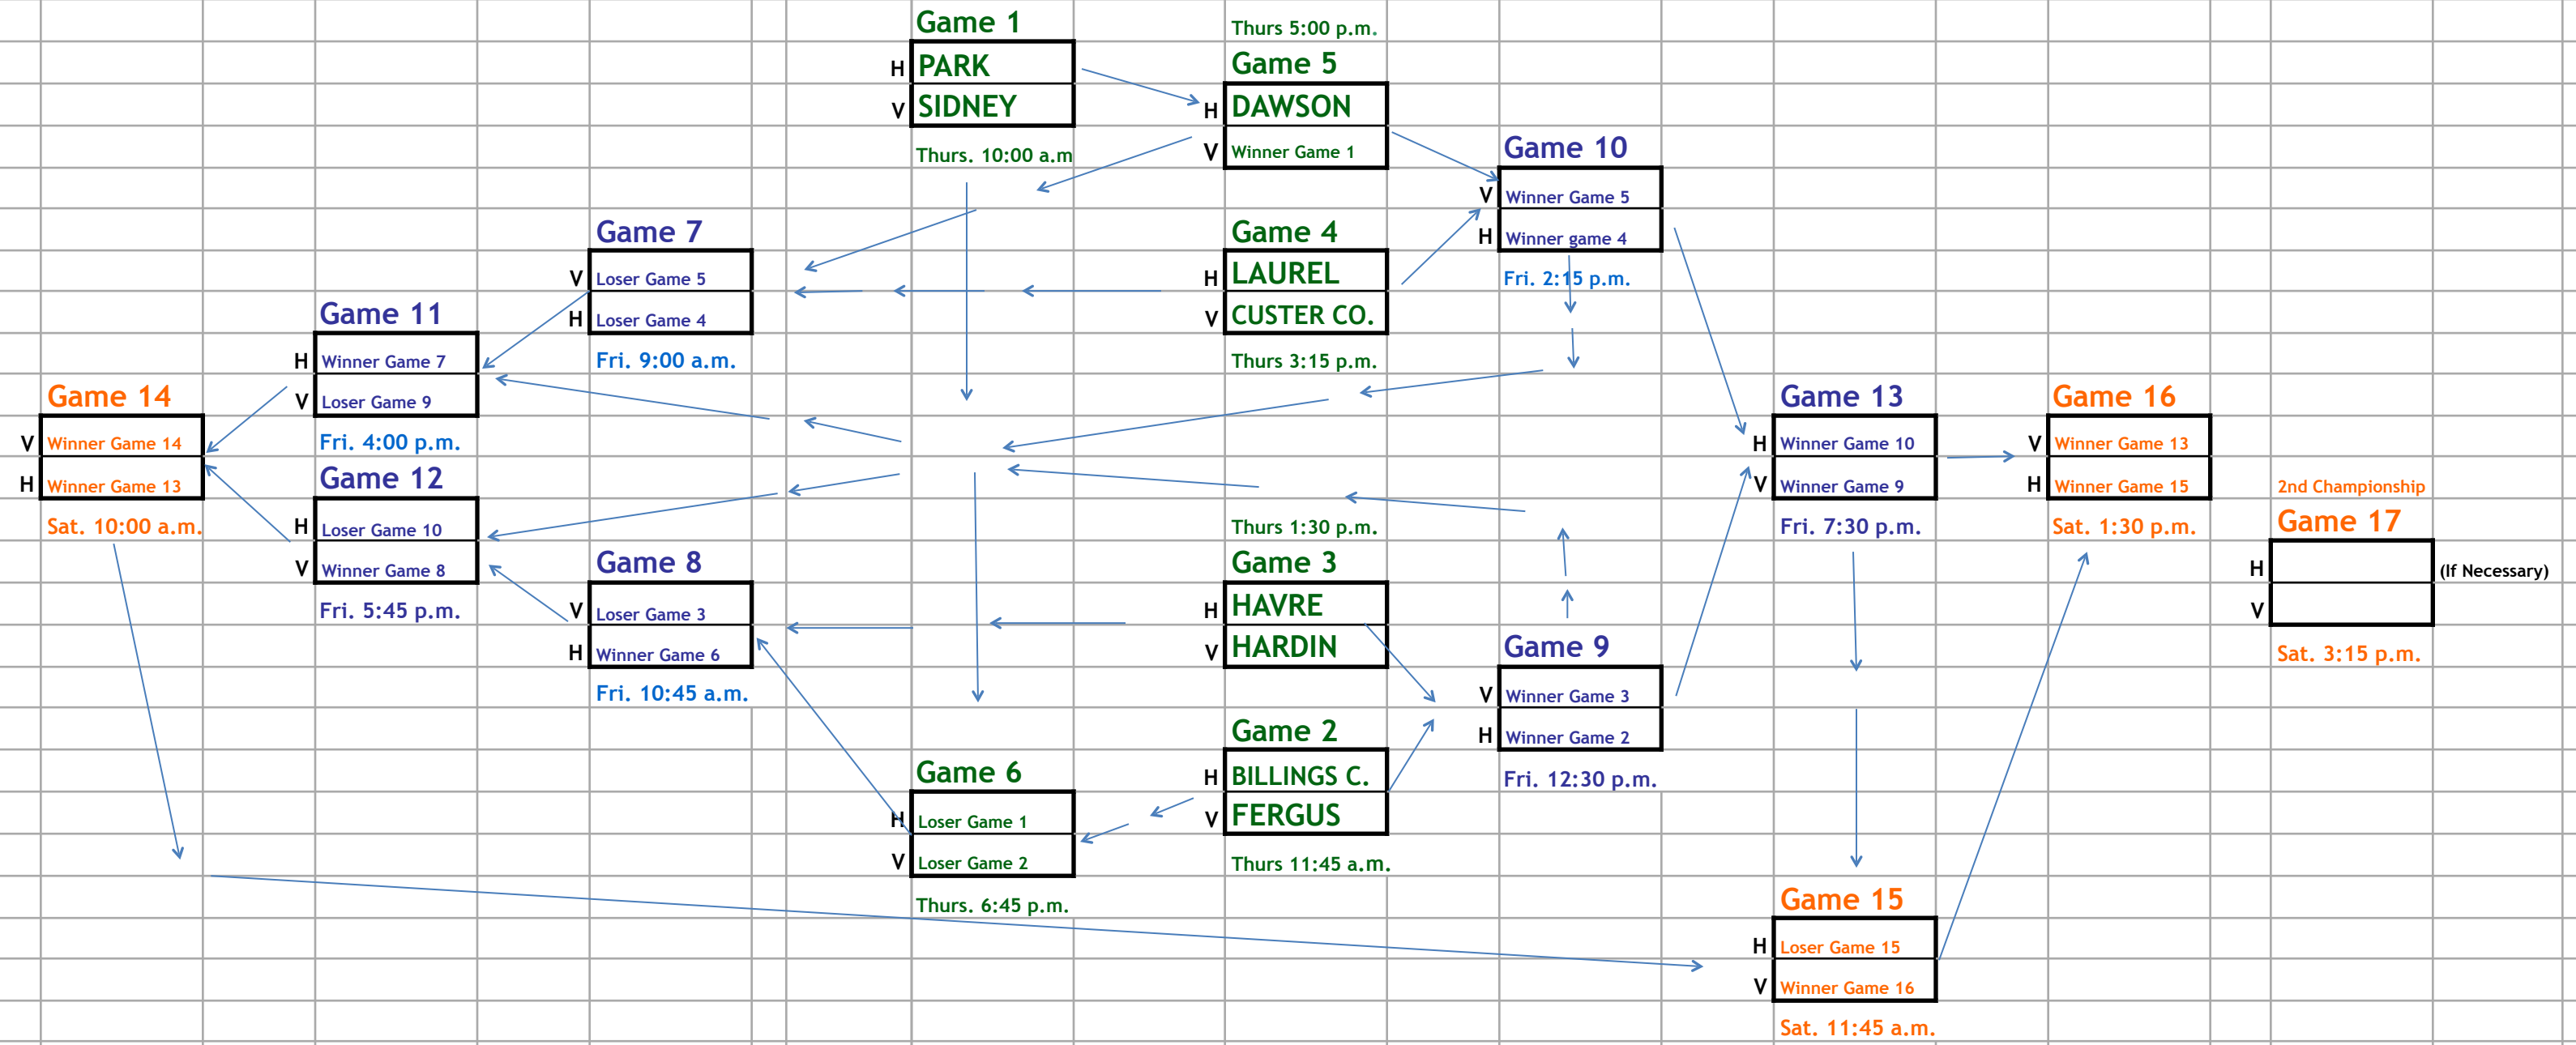 Game 1
H PARK
V SIDNEY
Thurs. 10:00 a.m
Thurs 5:00 p.m.
Game 5
H DAWSON
V Winner Game 1
Game 10
V Winner Game 5
H Winner game 4
Fri. 2:15 p.m.
Game 7
V Loser Game 5
H Loser Game 4
Fri. 9:00 a.m.
Game 4
H LAUREL
V CUSTER CO.
Thurs 3:15 p.m.
Game 11
H Winner Game 7
V Loser Game 9
Fri. 4:00 p.m.
Game 14
V Winner Game 14
H Winner Game 13
Sat. 10:00 a.m.
Game 12
H Loser Game 10
V Winner Game 8
Fri. 5:45 p.m.
Game 13
H Winner Game 10
V Winner Game 9
Fri. 7:30 p.m.
Game 16
V Winner Game 13
H Winner Game 15
Sat. 1:30 p.m.
2nd Championship
Game 17
H (If Necessary)
V
Sat. 3:15 p.m.
Game 8
V Loser Game 3
H Winner Game 6
Fri. 10:45 a.m.
Thurs 1:30 p.m.
Game 3
H HAVRE
V HARDIN
Game 9
V Winner Game 3
H Winner Game 2
Fri. 12:30 p.m.
Game 2
H BILLINGS C.
V FERGUS
Thurs 11:45 a.m.
Game 6
H Loser Game 1
V Loser Game 2
Thurs. 6:45 p.m.
Game 15
H Loser Game 15
V Winner Game 16
Sat. 11:45 a.m.